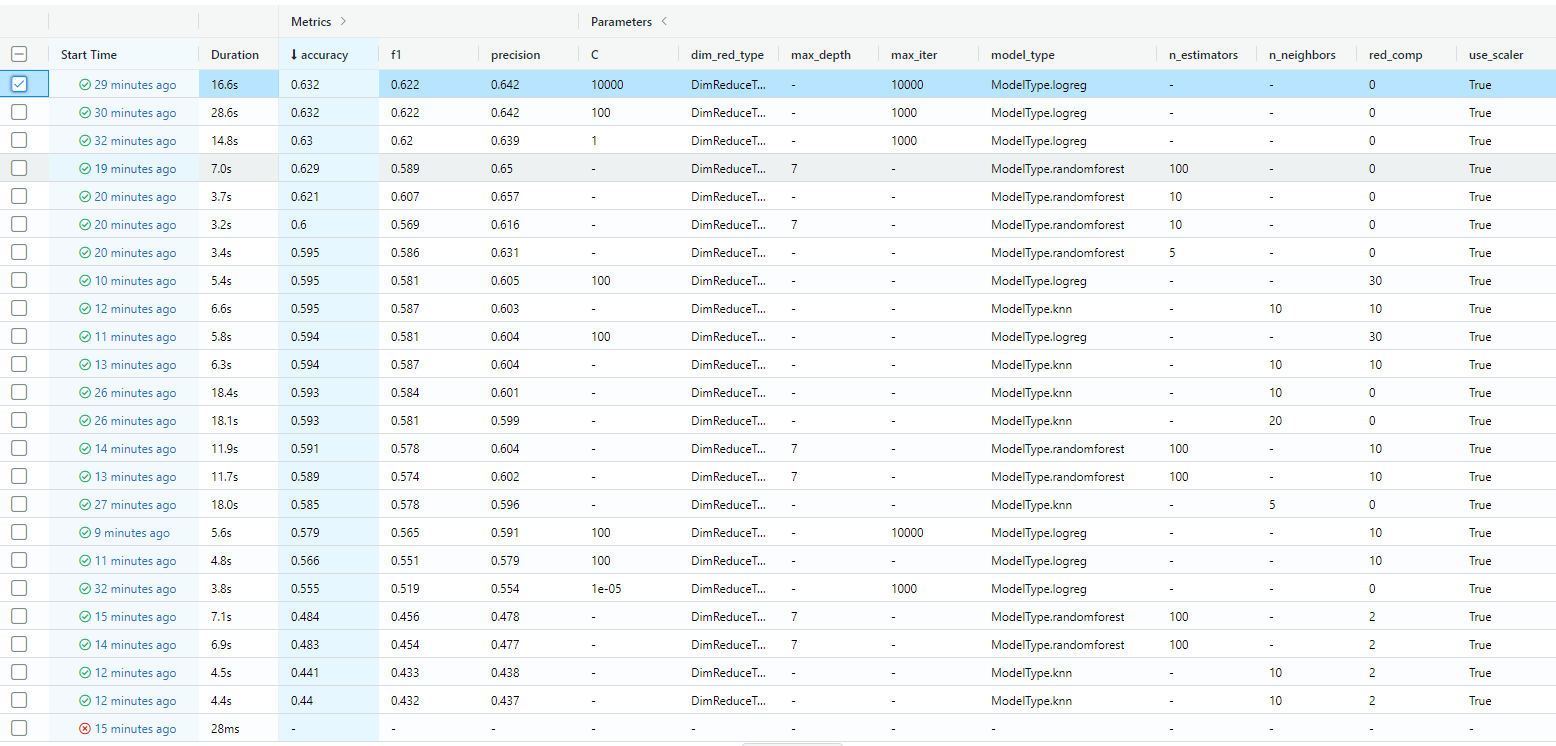 Metrics Parameters
Start Time Duration accuracy f1 precision C dim_red_type max_depth max_iter model_type n_estimators n_neighbors red_comp use_scaler
29 minutes ago 16.6s 0.632 0.622 0.642 10000 DimReduceT... - 10000 ModelType.logreg - - 0 True
30 minutes ago 28.6s 0.632 0.622 0.642 100 DimReduceT... - 1000 ModelType.logreg - - 0 True
32 minutes ago 14.8s 0.63 0.62 0.639 1 DimReduceT... - 1000 ModelType.logreg - - 0 True
19 minutes ago 7.0s 0.629 0.589 0.65 - DimReduceT... 7 - ModelType.randomforest 100 - 0 True
20 minutes ago 3.7s 0.621 0.607 0.657 - DimReduceT... - - ModelType.randomforest 10 - 0 True
20 minutes ago 3.2s 0.6 0.569 0.616 - DimReduceT... 7 - ModelType.randomforest 10 - 0 True
20 minutes ago 3.4s 0.595 0.586 0.631 - DimReduceT... - - ModelType.randomforest 5 - 0 True
10 minutes ago 5.4s 0.595 0.581 0.605 100 DimReduceT... - - ModelType.logreg - - 30 True
12 minutes ago 6.6s 0.595 0.587 0.603 - DimReduceT... - - ModelType.knn - 10 10 True
11 minutes ago 5.8s 0.594 0.581 0.604 100 DimReduceT... - - ModelType.logreg - - 30 True
13 minutes ago 6.3s 0.594 0.587 0.604 - DimReduceT... - - ModelType.knn - 10 10 True
26 minutes ago 18.4s 0.593 0.584 0.601 - DimReduceT... - - ModelType.knn - 10 0 True
26 minutes ago 18.1s 0.593 0.581 0.599 - DimReduceT... - - ModelType.knn - 20 0 True
14 minutes ago 11.9s 0.591 0.578 0.604 - DimReduceT... 7 - ModelType.randomforest 100 - 10 True
13 minutes ago 11.7s 0.589 0.574 0.602 - DimReduceT... 7 - ModelType.randomforest 100 - 10 True
27 minutes ago 18.0s 0.585 0.578 0.596 - DimReduceT... - - ModelType.knn - 5 0 True
9 minutes ago 5.6s 0.579 0.565 0.591 100 DimReduceT... - 10000 ModelType.logreg - - 10 True
11 minutes ago 4.8s 0.566 0.551 0.579 100 DimReduceT... - - ModelType.logreg - - 10 True
32 minutes ago 3.8s 0.555 0.519 0.554 1e-05 DimReduceT... - 1000 ModelType.logreg - - 0 True
15 minutes ago 7.1s 0.484 0.456 0.478 - DimReduceT... 7 - ModelType.randomforest 100 - 2 True
14 minutes ago 6.9s 0.483 0.454 0.477 - DimReduceT... 7 - ModelType.randomforest 100 - 2 True
12 minutes ago 4.5s 0.441 0.433 0.438 - DimReduceT... - - ModelType.knn - 10 2 True
12 minutes ago 4.4s 0.44 0.432 0.437 - DimReduceT... - - ModelType.knn - 10 2 True
15 minutes ago 28ms - - - - - - - - - - - -